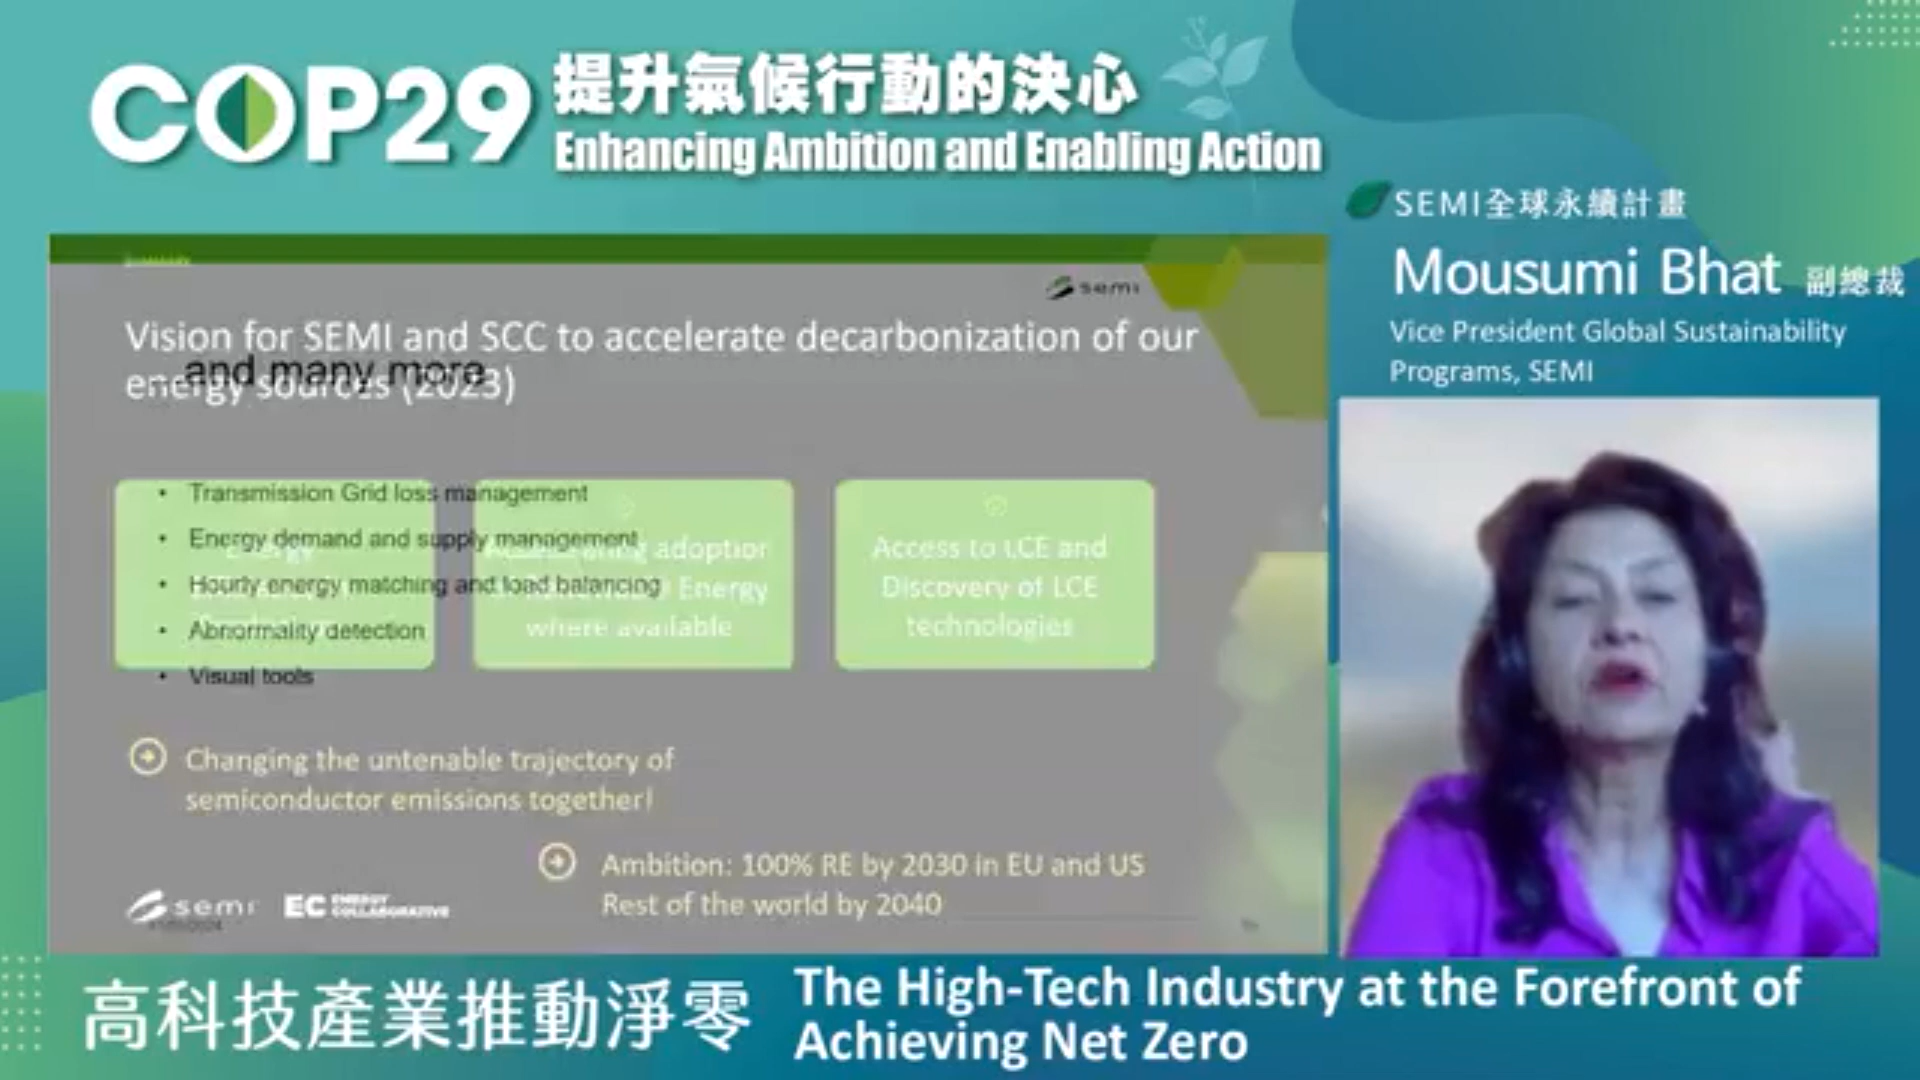 COP29
提升氣候行動的決心
Enhancing Ambition and Enabling Action
SEMI全球永續計畫
Mousumi Bhat 副總裁
Vice President Global Sustainability
Programs, SEMI
semi
Vision for SEMI and SCC to accelerate decarbonization of our
energy sources (2023)
and many more
• Transmission Grid loss management
• Energy demand and supply management
• Hourly energy matching and load balancing
• Abnormality detection
• Visual tools
Energy
adoption
Energy
where available
Access to LCE and
Discovery of LCE
technologies
Changing the untenable trajectory of
semiconductor emissions together!
Ambition: 100% RE by 2030 in EU and US
Rest of the world by 2040
semi
EC ENERGY
COLLABORATIVE
高科技產業推動淨零
The High-Tech Industry at the Forefront of
Achieving Net Zero